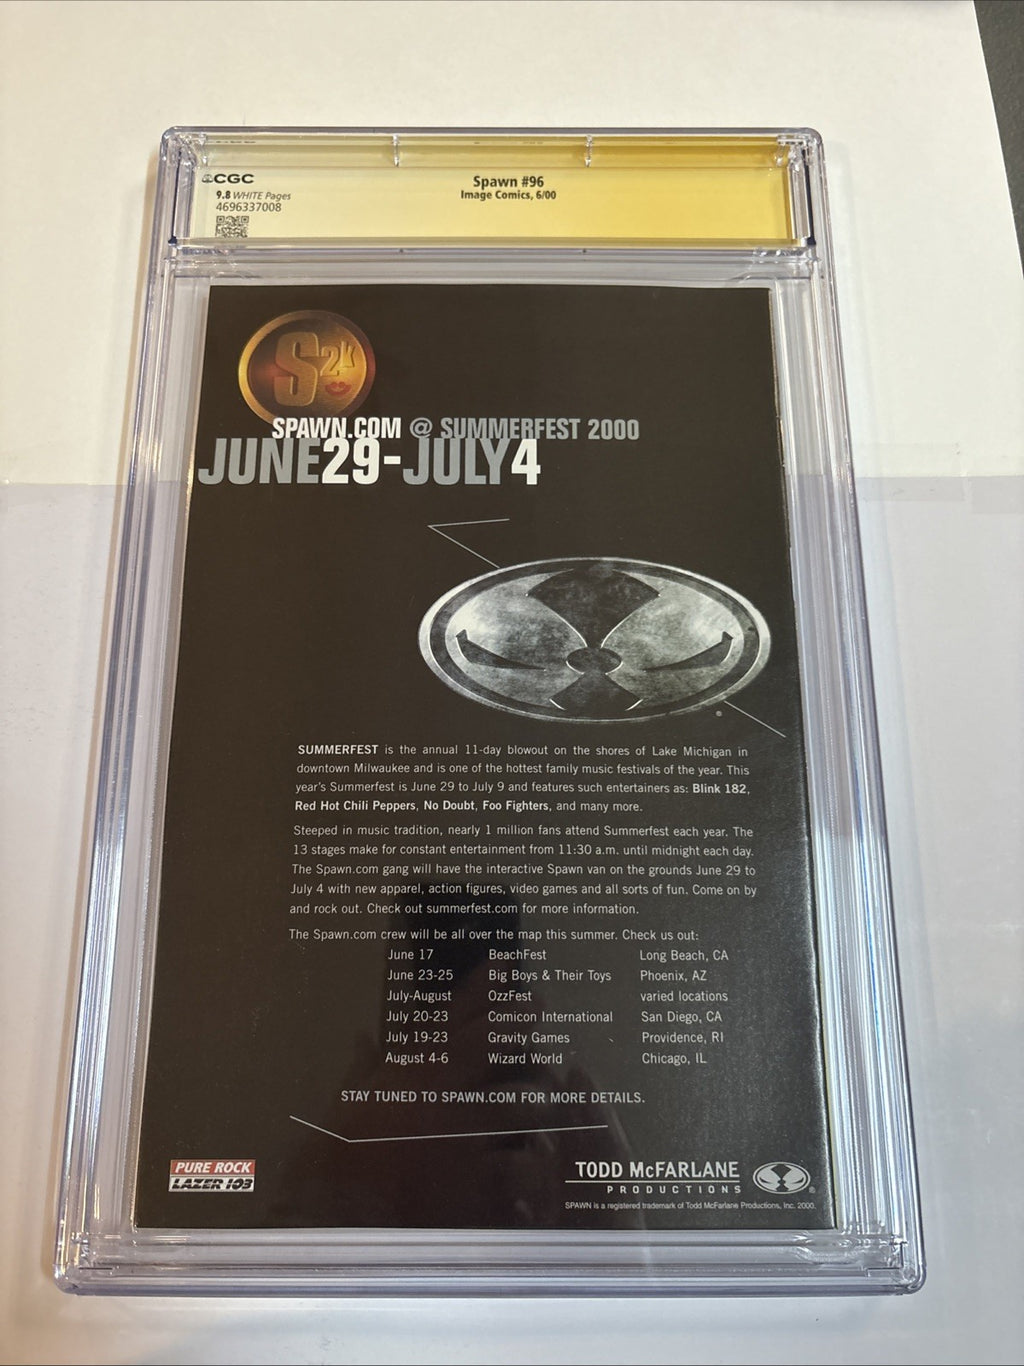 CGC
Spawn #96
9.8 WHITE Pages
Image Comics, 6/00
4696337008
S2k
SPAWN.COM @ SUMMERFEST 2000
JUNE29-JULY4
SUMMERFEST is the annual 11-day blowout on the shores of Lake Michigan in
downtown Milwaukee and is one of the hottest family music festivals of the year. This
year's Summerfest is June 29 to July 9 and features such entertainers as: Blink 182,
Red Hot Chili Peppers, No Doubt, Foo Fighters, and many more.
Steeped in music tradition, nearly 1 million fans attend Summerfest each year. The
13 stages make for constant entertainment from 11:30 a.m. until midnight each day.
The Spawn.com gang will have the interactive Spawn van on the grounds June 29 to
July 4 with new apparel, action figures, video games and all sorts of fun. Come on by
and rock out. Check out summerfest.com for more information.
The Spawn.com crew will be all over the map this summer. Check us out:
June 17 BeachFest Long Beach, CA
June 23-25 Big Boys & Their Toys Phoenix, AZ
July-August OzzFest varied locations
July 20-23 Comicon International San Diego, CA
July 19-23 Gravity Games Providence, RI
August 4-6 Wizard World Chicago, IL
STAY TUNED TO SPAWN.COM FOR MORE DETAILS.
PURE ROCK
LAZER 103
TODD McFARLANE
PRODUCTIONS
SPAWN is a registered trademark of Todd McFarlane Productions, Inc. 2000.